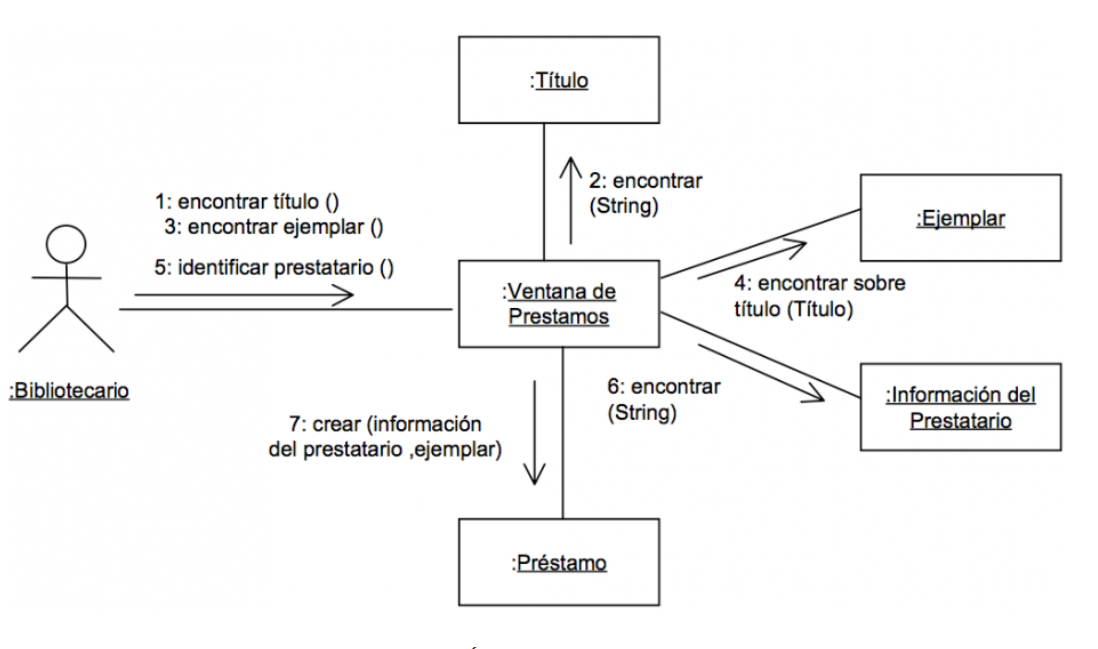 :Título
2: encontrar
(String)
1: encontrar título ()
3: encontrar ejemplar ()
5: identificar prestatario ()
:Ejemplar
:Ventana de
Prestamos
4: encontrar sobre
título (Título)
:Bibliotecario
6: encontrar
(String)
:Información del
Prestatario
7: crear (información
del prestatario ,ejemplar)
:Préstamo